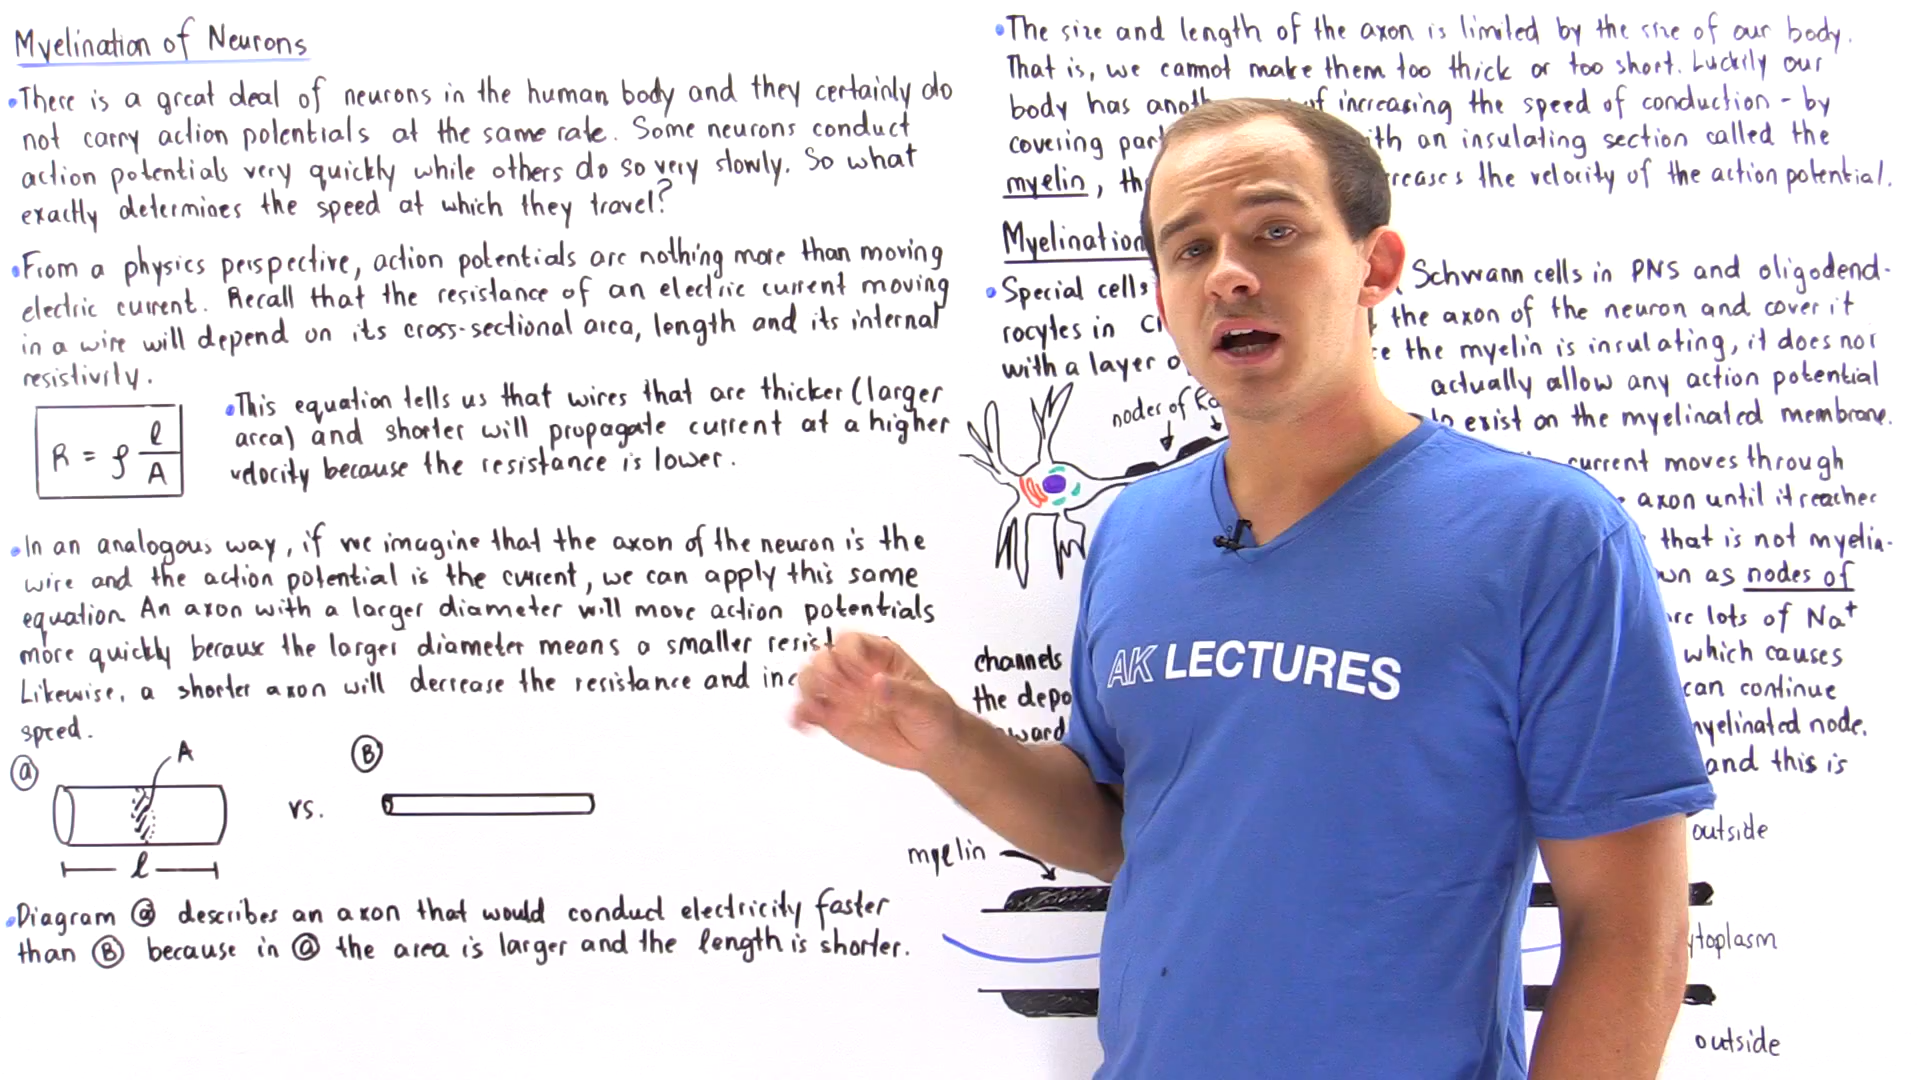 Myelination of Neurons
•There is a great deal of neurons in the human body and they certainly do
not carry action potentials at the same rate. Some neurons conduct
action potentials very quickly while others do so very slowly. So what
exactly determines the speed at which they travel?
•From a physics perspective, action potentials are nothing more than moving
electric current. Recall that the resistance of an electric current moving
in a wire will depend on its cross-sectional area, length and its internal
resistivity.
R = ρ l/A
•This equation tells us that wires that are thicker (larger
area) and shorter will propagate current at a higher
velocity because the resistance is lower.
•In an analogous way, if we imagine that the axon of the neuron is the
wire and the action potential is the current, we can apply this same
equation. An axon with a larger diameter will move action potentials
more quickly because the larger diameter means a smaller
Likewise, a shorter axon will decrease the resistance and
speed.
a
A
l
vs.
B
•Diagram a describes an axon that would conduct electricity faster
than B because in a the area is larger and the length is shorter.
•The size and length of the axon is limited by the size of our body.
That is, we cannot make them too thick or too short. Luckily our
body has of increasing the speed of conduction - by
covering an insulating section called the
myelin, the velocity of the action potential.
Myelination
•Special cells Schwann cells in PNS and oligodend-
rocytes in the axon of the neuron and cover it
with a layer the myelin is insulating, it does not
actually allow any action potential
exist on the myelinated membrane.
nodes of
current moves through
axon until it reaches
that is not myelin-
as nodes of
lots of Na+
channels which causes
the can continue
myelinated node.
and this is
myelin
outside
outside
AK LECTURES